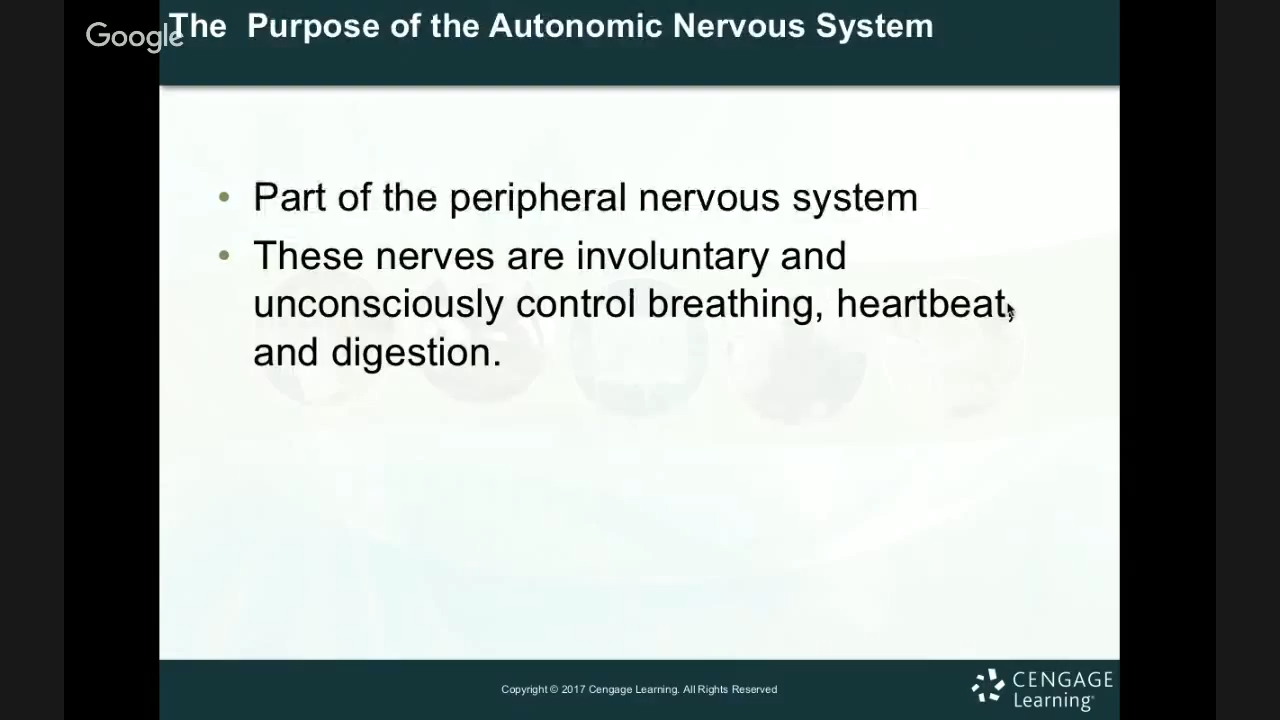 Google
The Purpose of the Autonomic Nervous System
• Part of the peripheral nervous system
• These nerves are involuntary and
unconsciously control breathing, heartbeat,
and digestion.
Copyright © 2017 Cengage Learning. All Rights Reserved
CENGAGE
Learning®